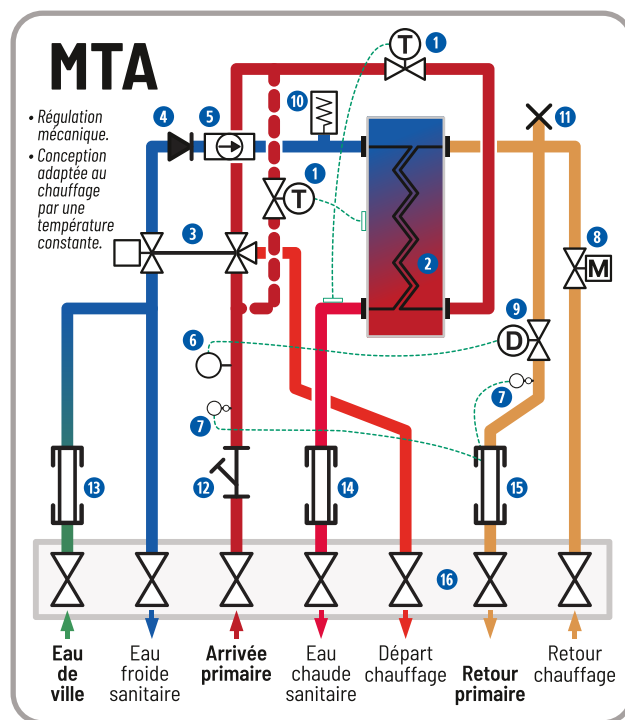 MTA
• Régulation
mécanique.
• Conception
adaptée au
chauffage
par une
température
constante.
T
1
10
4
5
11
T
1
3
2
8
M
9
D
6
7
7
13
12
14
15
16
Eau
de
ville
Eau
froide
sanitaire
Arrivée
primaire
Eau
chaude
sanitaire
Départ
chauffage
Retour
primaire
Retour
chauffage